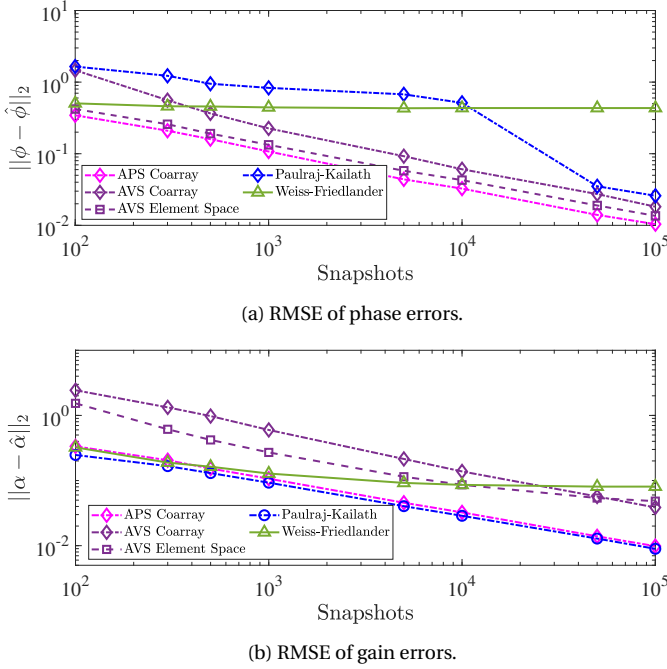 10^1
10^0
10^-1
10^-2
||ϕ − ϕ̂||_2
APS Coarray
AVS Coarray
AVS Element Space
Paulraj-Kailath
Weiss-Friedlander
10^2
10^3
10^4
10^5
Snapshots
(a) RMSE of phase errors.
10^0
10^-2
||α − α̂||_2
APS Coarray
AVS Coarray
AVS Element Space
Paulraj-Kailath
Weiss-Friedlander
10^2
10^3
10^4
10^5
Snapshots
(b) RMSE of gain errors.